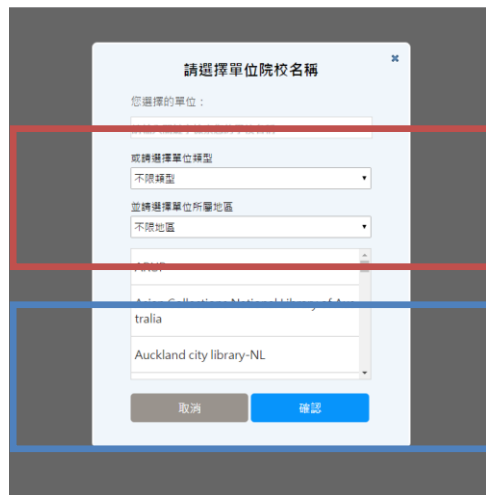 請選擇單位院校名稱
×
您選擇的單位：
或請選擇單位類型
不限類型
並請選擇單位所屬地區
不限地區
ARUP
Asian Collections National Library of Aus
tralia
Auckland city library-NL
取消
確認